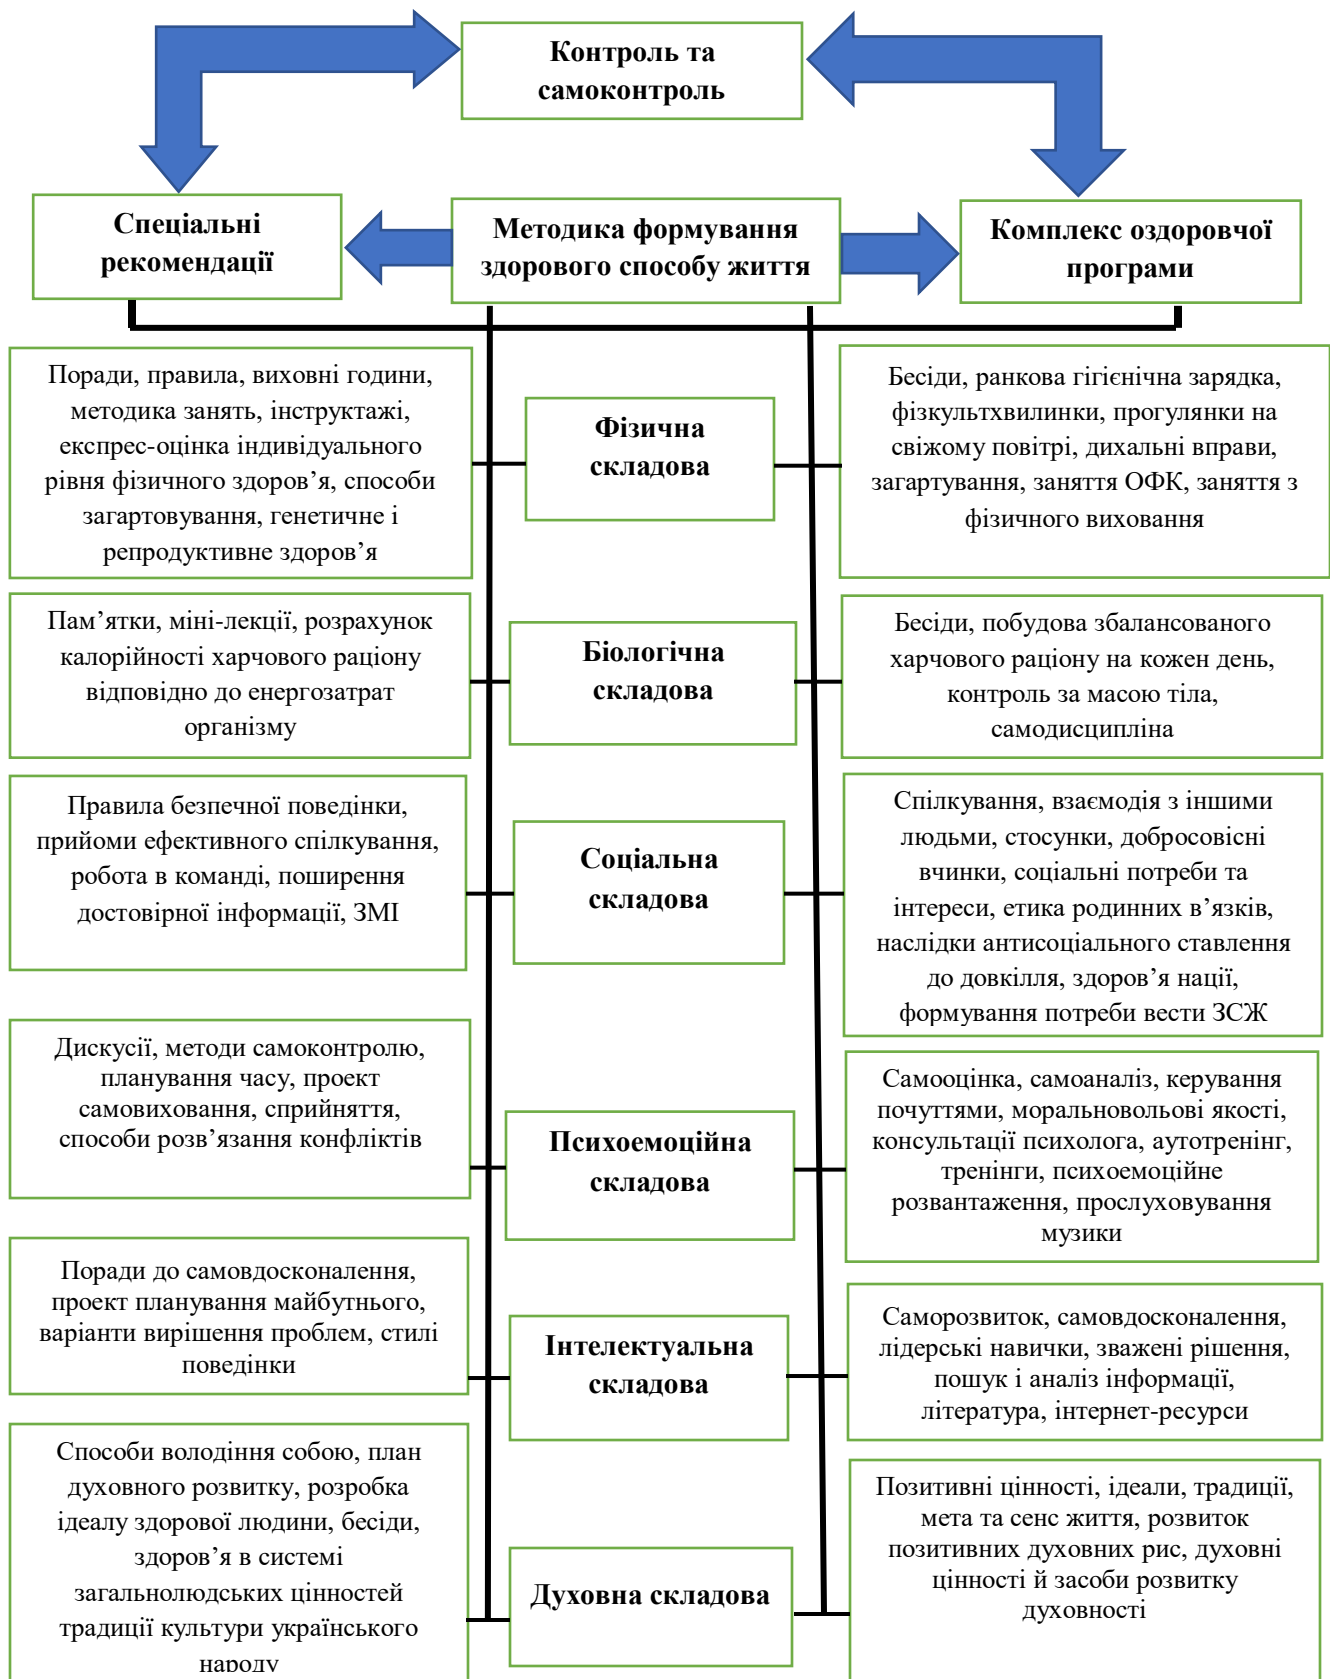 Контроль та
самоконтроль
Спеціальні
рекомендації
Методика формування
здорового способу життя
Комплекс оздоровчої
програми
Поради, правила, виховні години,
методика занять, інструктажі,
експрес-оцінка індивідуального
рівня фізичного здоров’я, способи
загартовування, генетичне і
репродуктивне здоров’я
Фізична
складова
Бесіди, ранкова гігієнічна зарядка,
фізкультхвилинки, прогулянки на
свіжому повітрі, дихальні вправи,
загартування, заняття ОФК, заняття з
фізичного виховання
Пам’ятки, міні-лекції, розрахунок
калорійності харчового раціону
відповідно до енергозатрат
організму
Біологічна
складова
Бесіди, побудова збалансованого
харчового раціону на кожен день,
контроль за масою тіла,
самодисципліна
Правила безпечної поведінки,
прийоми ефективного спілкування,
робота в команді, поширення
достовірної інформації, ЗМІ
Соціальна
складова
Спілкування, взаємодія з іншими
людьми, стосунки, добросовісні
вчинки, соціальні потреби та
інтереси, етика родинних в’язків,
наслідки антисоціального ставлення
до довкілля, здоров’я нації,
формування потреби вести ЗСЖ
Дискусії, методи самоконтролю,
планування часу, проект
самовиховання, сприйняття,
способи розв’язання конфліктів
Психоемоційна
складова
Самооцінка, самоаналіз, керування
почуттями, моральновольові якості,
консультації психолога, аутотренінг,
тренінги, психоемоційне
розвантаження, прослуховування
музики
Поради до самовдосконалення,
проект планування майбутнього,
варіанти вирішення проблем, стилі
поведінки
Інтелектуальна
складова
Саморозвиток, самовдосконалення,
лідерські навички, зважені рішення,
пошук і аналіз інформації,
література, інтернет-ресурси
Способи володіння собою, план
духовного розвитку, розробка
ідеалу здорової людини, бесіди,
здоров’я в системі
загальнолюдських цінностей
традиції культури українського
народу
Духовна складова
Позитивні цінності, ідеали, традиції,
мета та сенс життя, розвиток
позитивних духовних рис, духовні
цінності й засоби розвитку
духовності